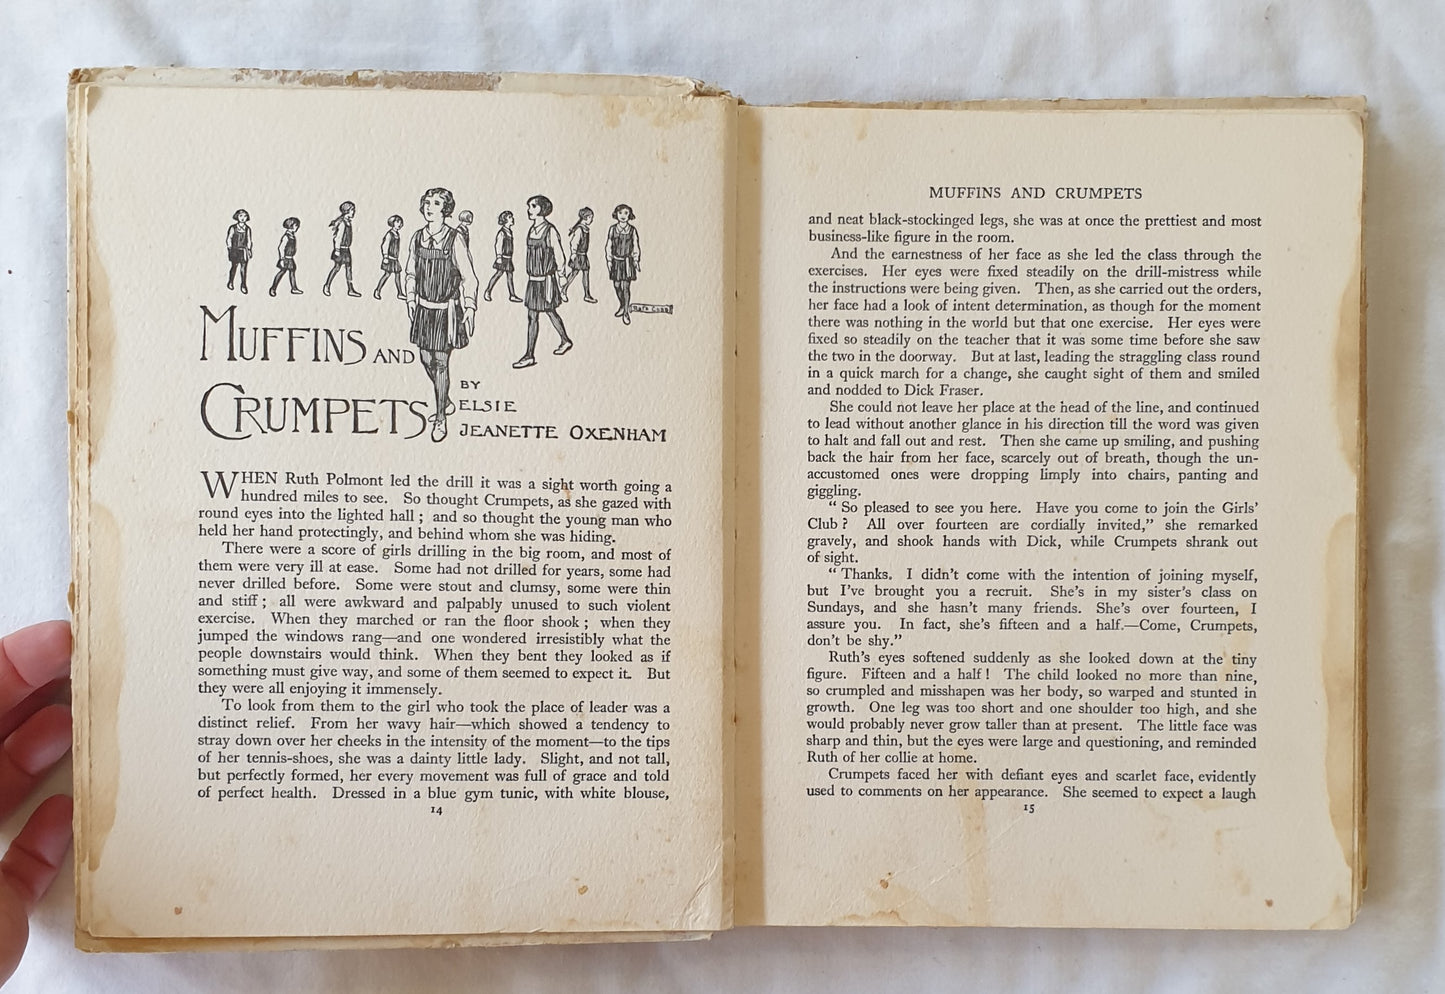 MUFFINS AND
CRUMPETS
BY
ELSIE
JEANETTE OXENHAM
WHEN Ruth Polmont led the drill it was a sight worth going a
hundred miles to see. So thought Crumpets, as she gazed with
round eyes into the lighted hall ; and so thought the young man who
held her hand protectingly, and behind whom she was hiding.
There were a score of girls drilling in the big room, and most of
them were very ill at ease. Some had not drilled for years, some had
never drilled before. Some were stout and clumsy, some were thin
and stiff ; all were awkward and palpably unused to such violent
exercise. When they marched or ran the floor shook ; when they
jumped the windows rang—and one wondered irresistibly what the
people downstairs would think. When they bent they looked as if
something must give way, and some of them seemed to expect it. But
they were all enjoying it immensely.
To look from them to the girl who took the place of leader was a
distinct relief. From her wavy hair—which showed a tendency to
stray down over her cheeks in the intensity of the moment—to the tips
of her tennis-shoes, she was a dainty little lady. Slight, and not tall,
but perfectly formed, her every movement was full of grace and told
of perfect health. Dressed in a blue gym tunic, with white blouse,
14
MUFFINS AND CRUMPETS
and neat black-stockinged legs, she was at once the prettiest and most
business-like figure in the room.
And the earnestness of her face as she led the class through the
exercises. Her eyes were fixed steadily on the drill-mistress while
the instructions were being given. Then, as she carried out the orders,
her face had a look of intent determination, as though for the moment
there was nothing in the world but that one exercise. Her eyes were
fixed so steadily on the teacher that it was some time before she saw
the two in the doorway. But at last, leading the straggling class round
in a quick march for a change, she caught sight of them and smiled
and nodded to Dick Fraser.
She could not leave her place at the head of the line, and continued
to lead without another glance in his direction till the word was given
to halt and fall out and rest. Then she came up smiling, and pushing
back the hair from her face, scarcely out of breath, though the un-
accustomed ones were dropping limply into chairs, panting and
giggling.
“ So pleased to see you here. Have you come to join the Girls’
Club ? All over fourteen are cordially invited,” she remarked
gravely, and shook hands with Dick, while Crumpets shrank out
of sight.
“ Thanks. I didn’t come with the intention of joining myself,
but I’ve brought you a recruit. She’s in my sister’s class on
Sundays, and she hasn’t many friends. She’s over fourteen, I
assure you. In fact, she’s fifteen and a half.—Come, Crumpets,
don’t be shy.”
Ruth’s eyes softened suddenly as she looked down at the tiny
figure. Fifteen and a half ! The child looked no more than nine,
so crumpled and misshapen was her body, so warped and stunted in
growth. One leg was too short and one shoulder too high, and she
would probably never grow taller than at present. The little face was
sharp and thin, but the eyes were large and questioning, and reminded
Ruth of her collie at home.
Crumpets faced her with defiant eyes and scarlet face, evidently
used to comments on her appearance. She seemed to expect a laugh
15